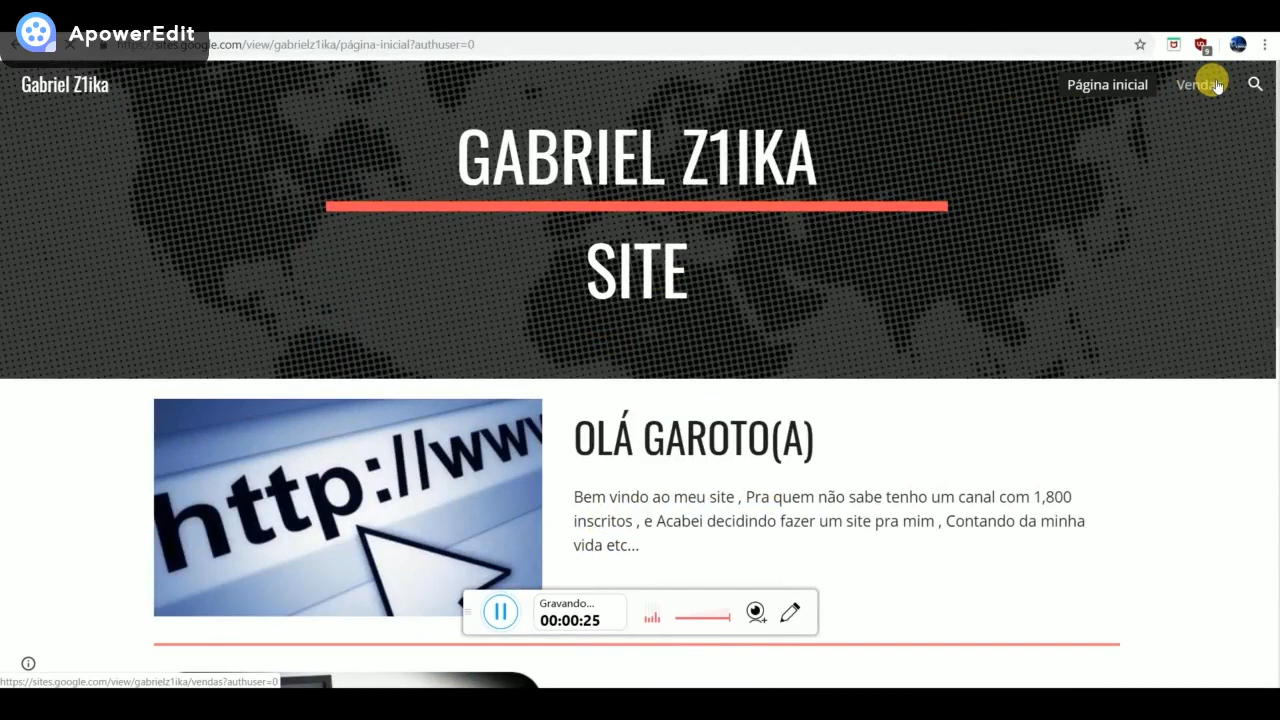 ApowerEdit
https://sites.google.com/view/gabrielz1ika/página-inicial?authuser=0
9
Gabriel Z1ika
Página inicial
Vendas
GABRIEL Z1IKA
SITE
http://www
OLÁ GAROTO(A)
Bem vindo ao meu site , Pra quem não sabe tenho um canal com 1,800
inscritos , e Acabei decidindo fazer um site pra mim , Contando da minha
vida etc...
Gravando...
00:00:25
https://sites.google.com/view/gabrielz1ika/vendas?authuser=0